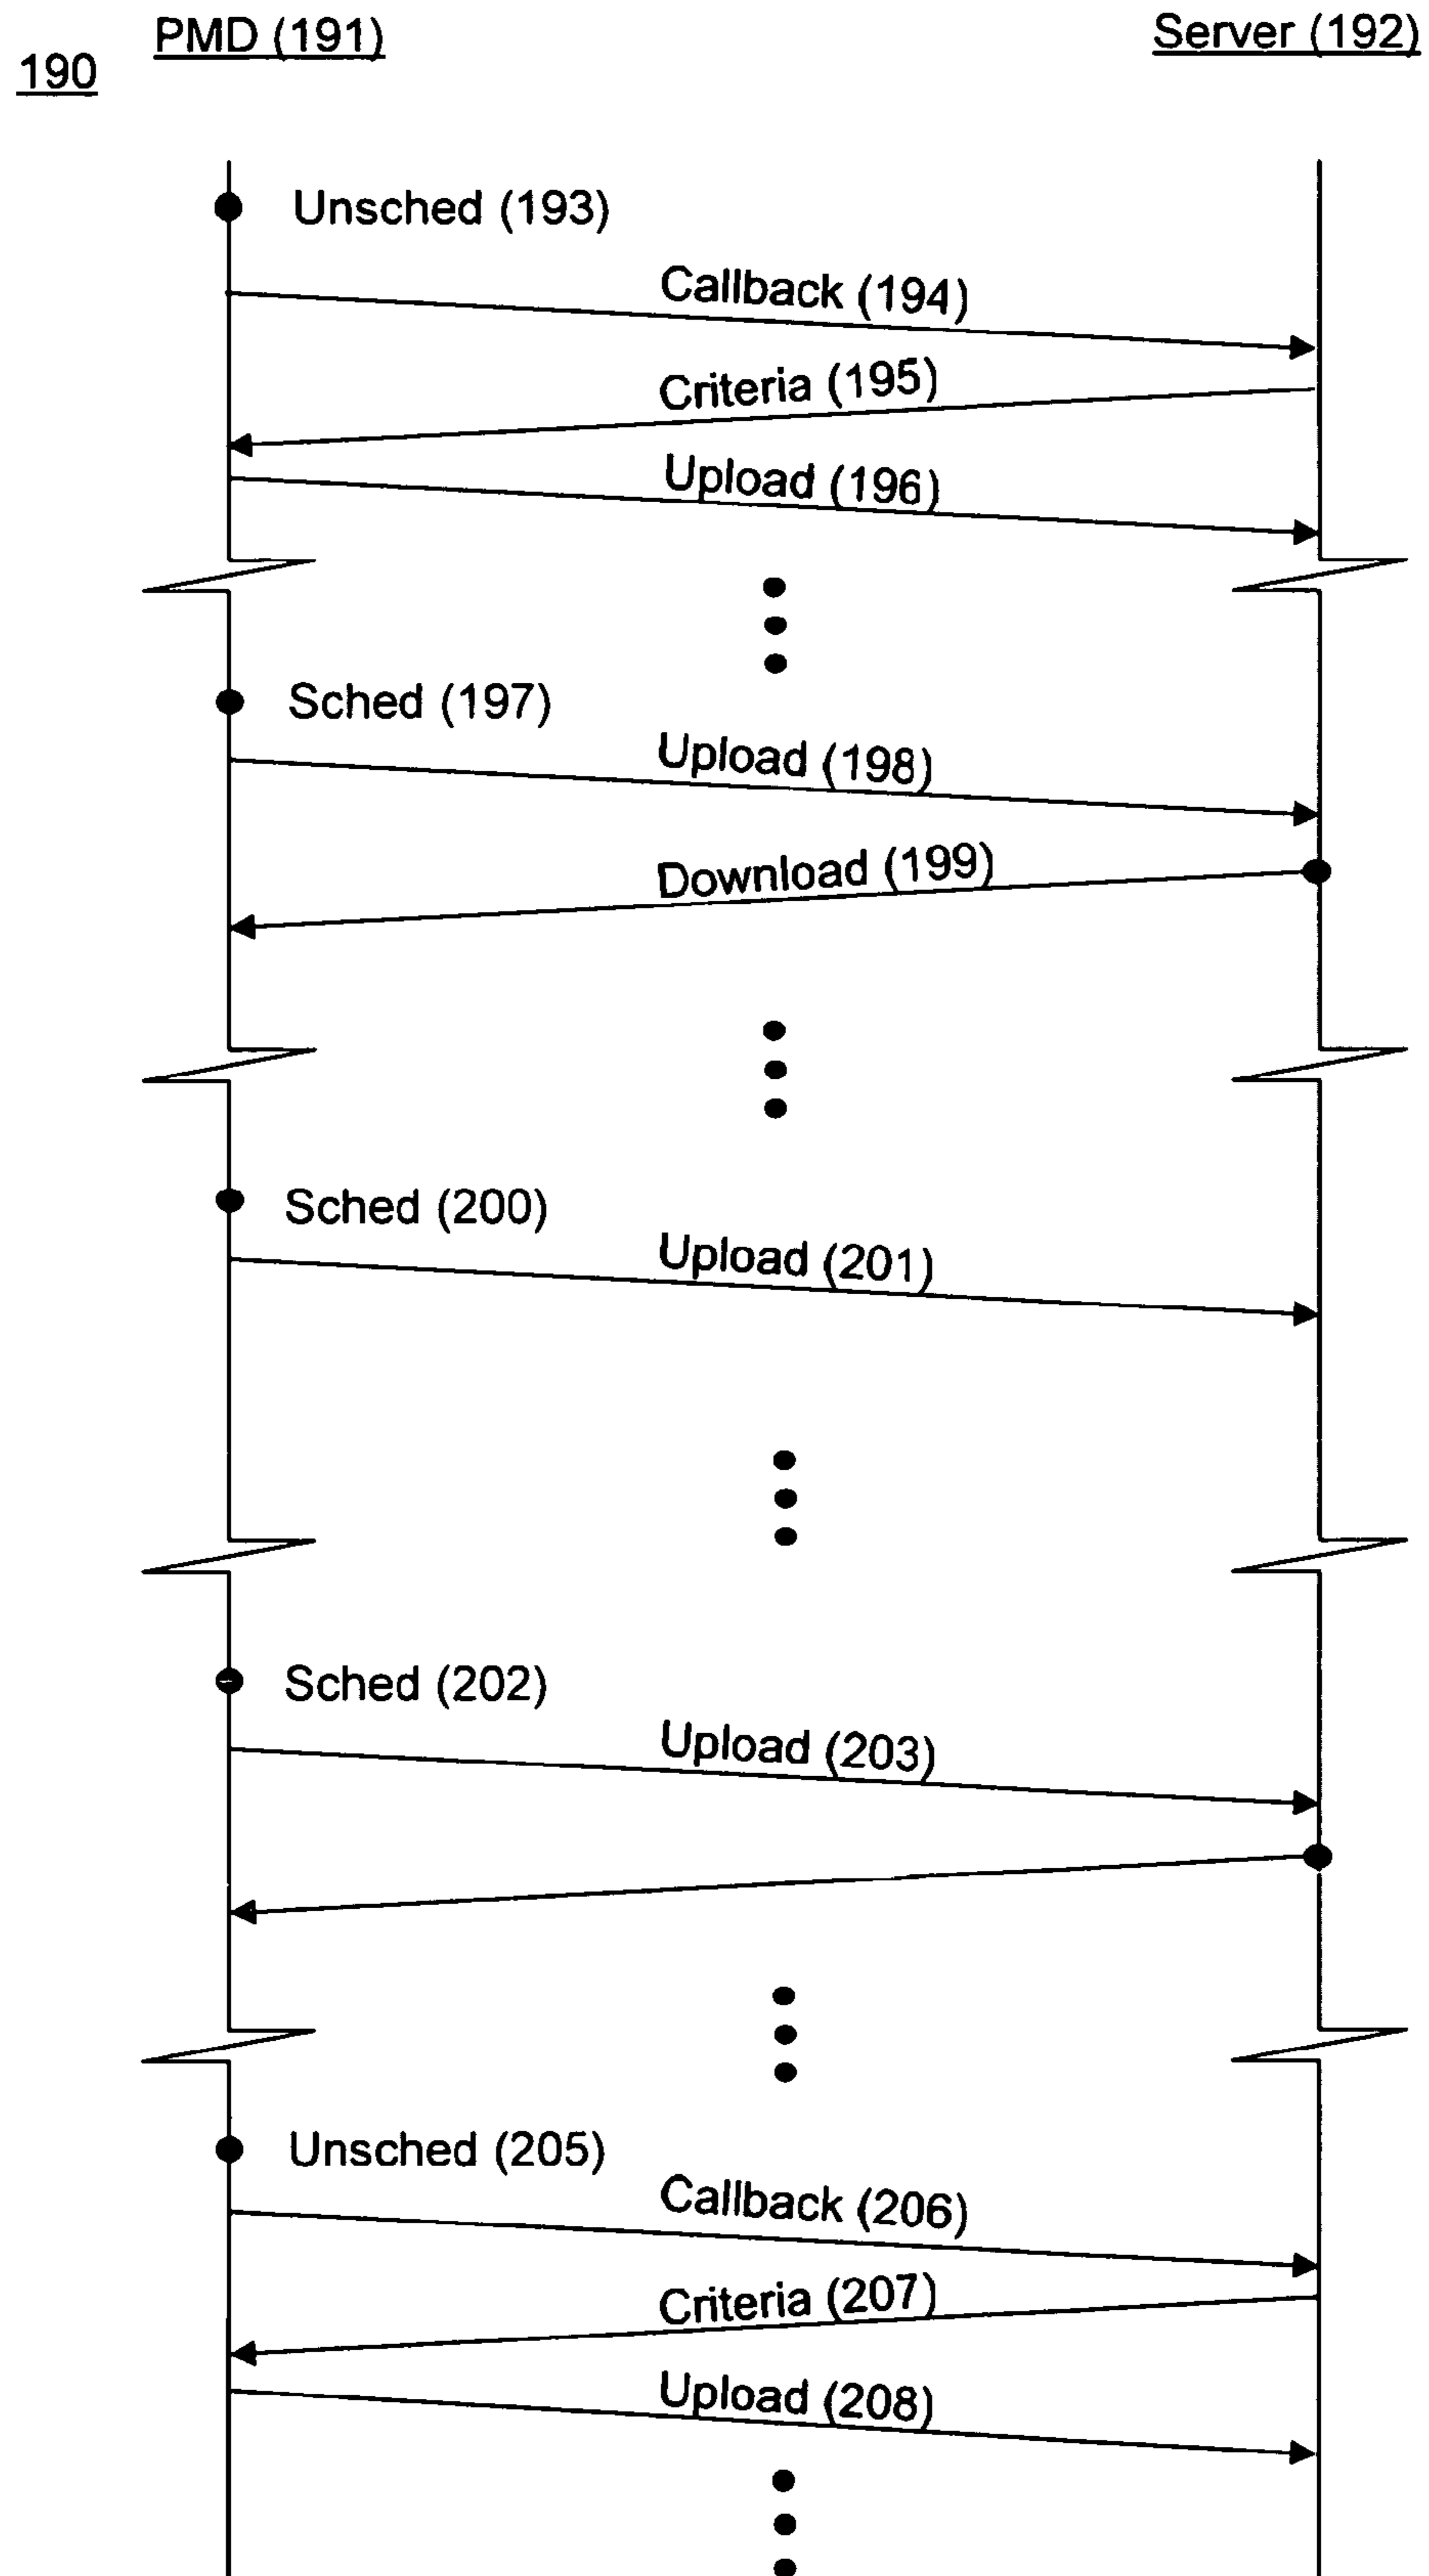 PMD (191)
Server (192)
190
Unsched (193)
Callback (194)
Criteria (195)
Upload (196)
Sched (197)
Upload (198)
Download (199)
Sched (200)
Upload (201)
Sched (202)
Upload (203)
Unsched (205)
Callback (206)
Criteria (207)
Upload (208)